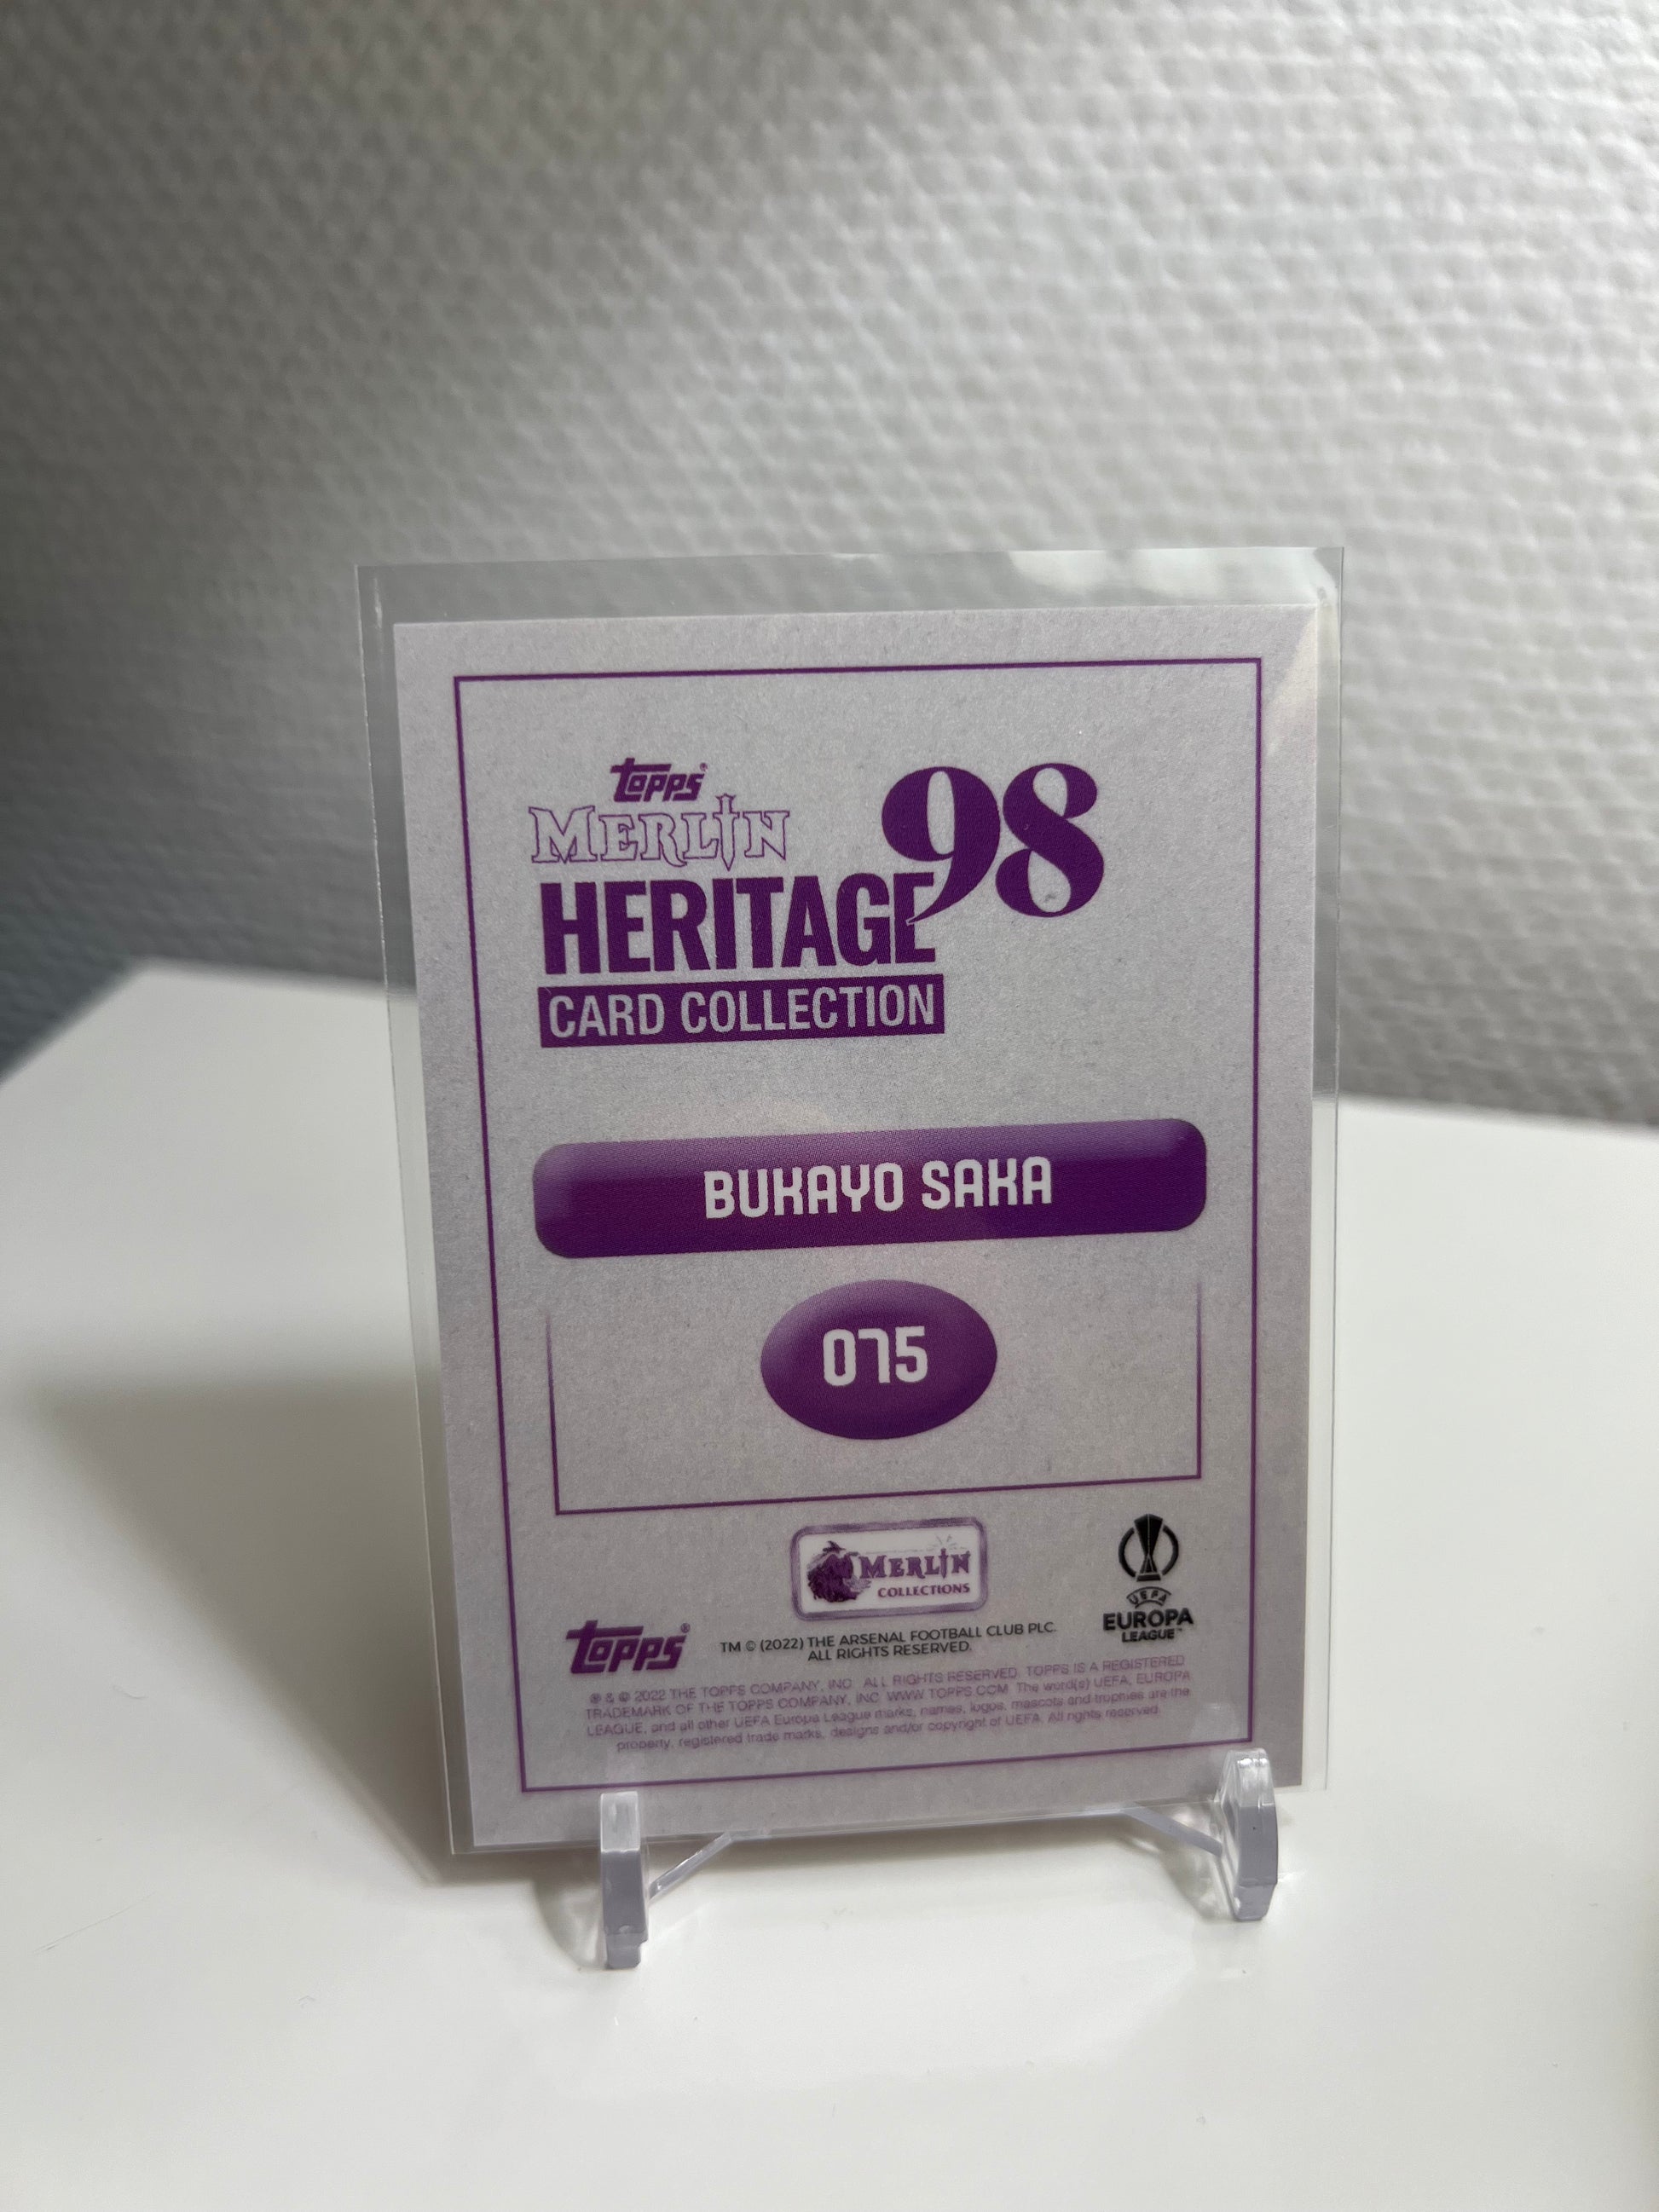 topps®
MERLIN
98
HERITAGE
CARD COLLECTION
BUKAYO SAKA
075
MERLIN
COLLECTIONS
UEFA
EUROPA
LEAGUE™
topps®
TM © (2022) THE ARSENAL FOOTBALL CLUB PLC.
ALL RIGHTS RESERVED.
® & © 2022 THE TOPPS COMPANY, INC. ALL RIGHTS RESERVED. TOPPS IS A REGISTERED
TRADEMARK OF THE TOPPS COMPANY, INC. WWW.TOPPS.COM. The word(s) UEFA, EUROPA
LEAGUE, and all other UEFA Europa League marks, names, logos, mascots and trophies are the
property, registered trade marks, designs and/or copyright of UEFA. All rights reserved.